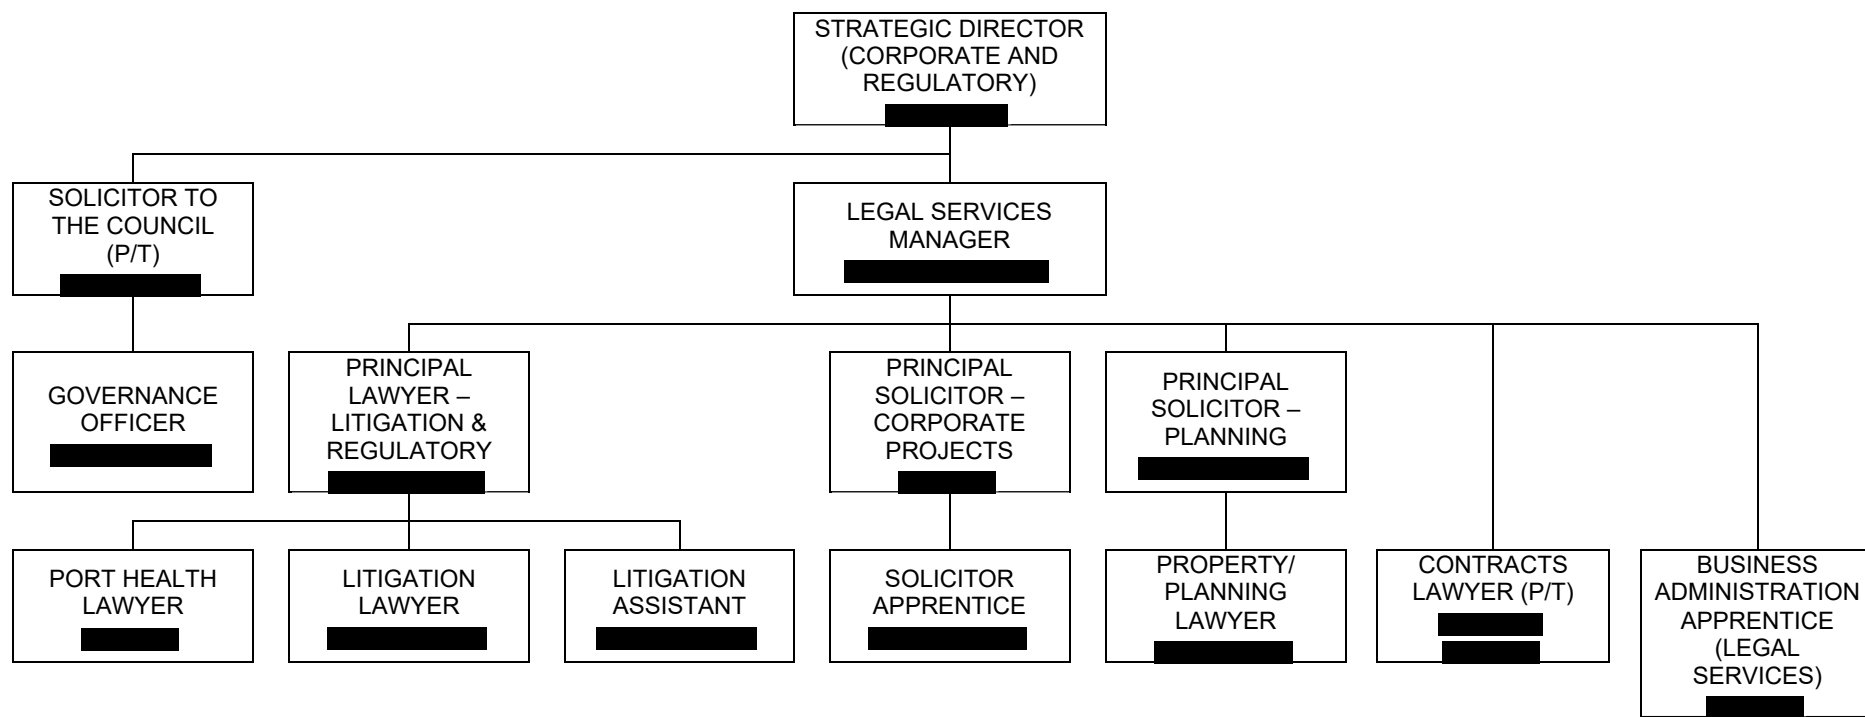 STRATEGIC DIRECTOR
(CORPORATE AND
REGULATORY)
SOLICITOR TO
THE COUNCIL
(P/T)
LEGAL SERVICES
MANAGER
GOVERNANCE
OFFICER
PRINCIPAL
LAWYER –
LITIGATION &
REGULATORY
PRINCIPAL
SOLICITOR –
CORPORATE
PROJECTS
PRINCIPAL
SOLICITOR –
PLANNING
PORT HEALTH
LAWYER
LITIGATION
LAWYER
LITIGATION
ASSISTANT
SOLICITOR
APPRENTICE
PROPERTY/
PLANNING
LAWYER
CONTRACTS
LAWYER (P/T)
BUSINESS
ADMINISTRATION
APPRENTICE
(LEGAL
SERVICES)